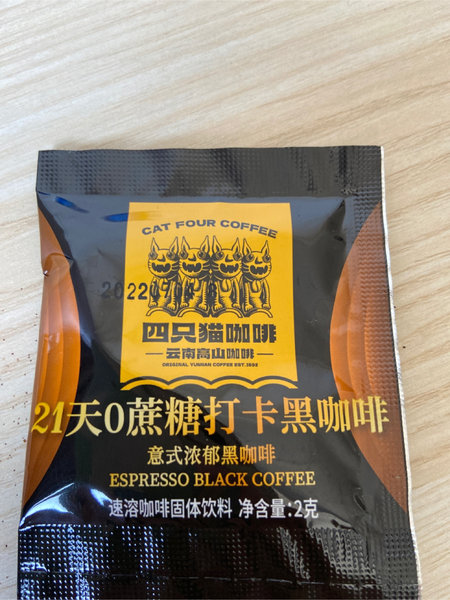 CAT FOUR COFFEE
四只猫咖啡
云南高山咖啡
ORIGINAL YUNNAN COFFEE EST.1892
21天0蔗糖打卡黑咖啡
意式浓郁黑咖啡
ESPRESSO BLACK COFFEE
速溶咖啡固体饮料 净含量:2克